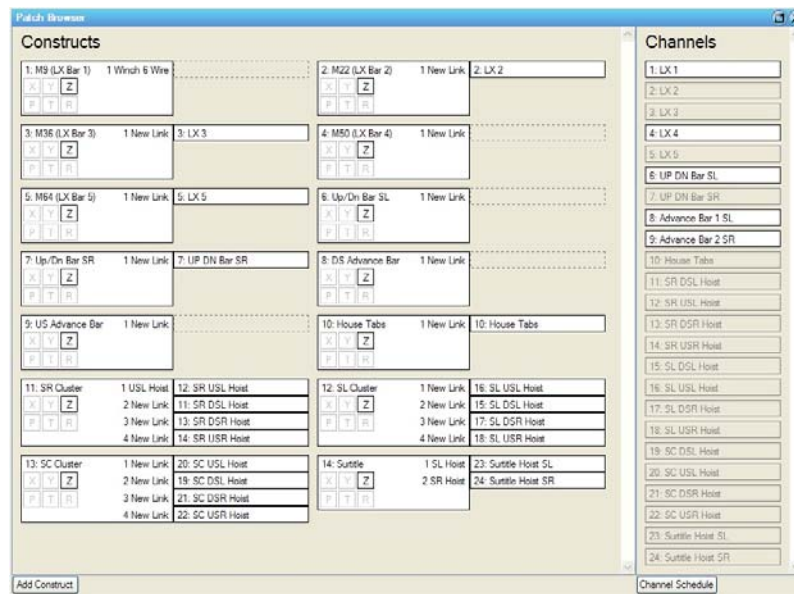 Patch Browser
Constructs
1: M9 (LX Bar 1) 1 Winch 6 Wire
X Y Z
P T R
2: M22 (LX Bar 2) 1 New Link 2: LX 2
X Y Z
P T R
3: M36 (LX Bar 3) 1 New Link 3: LX 3
X Y Z
P T R
4: M50 (LX Bar 4) 1 New Link
X Y Z
P T R
5: M64 (LX Bar 5) 1 New Link 5: LX 5
X Y Z
P T R
6: Up/Dn Bar SL 1 New Link
X Y Z
P T R
7: Up/Dn Bar SR 1 New Link 7: UP DN Bar SR
X Y Z
P T R
8: DS Advance Bar 1 New Link
X Y Z
P T R
9: US Advance Bar 1 New Link
X Y Z
P T R
10: House Tabs 1 New Link 10: House Tabs
X Y Z
P T R
11: SR Cluster 1 USL Hoist 12: SR USL Hoist
X Y Z 2 New Link 11: SR DSL Hoist
P T R 3 New Link 13: SR DSR Hoist
4 New Link 14: SR USR Hoist
12: SL Cluster 1 New Link 16: SL USL Hoist
X Y Z 2 New Link 15: SL DSL Hoist
P T R 3 New Link 17: SL DSR Hoist
4 New Link 18: SL USR Hoist
13: SC Cluster 1 New Link 20: SC USL Hoist
X Y Z 2 New Link 19: SC DSL Hoist
P T R 3 New Link 21: SC DSR Hoist
4 New Link 22: SC USR Hoist
14: Surtitle 1 SL Hoist 23: Surtitle Hoist SL
X Y Z 2 SR Hoist 24: Surtitle Hoist SR
P T R
Add Construct
Channels
1: LX 1
2: LX 2
3: LX 3
4: LX 4
5: LX 5
6: UP DN Bar SL
7: UP DN Bar SR
8: Advance Bar 1 SL
9: Advance Bar 2 SR
10: House Tabs
11: SR DSL Hoist
12: SR USL Hoist
13: SR DSR Hoist
14: SR USR Hoist
15: SL DSL Hoist
16: SL USL Hoist
17: SL DSR Hoist
18: SL USR Hoist
19: SC DSL Hoist
20: SC USL Hoist
21: SC DSR Hoist
22: SC USR Hoist
23: Surtitle Hoist SL
24: Surtitle Hoist SR
Channel Schedule